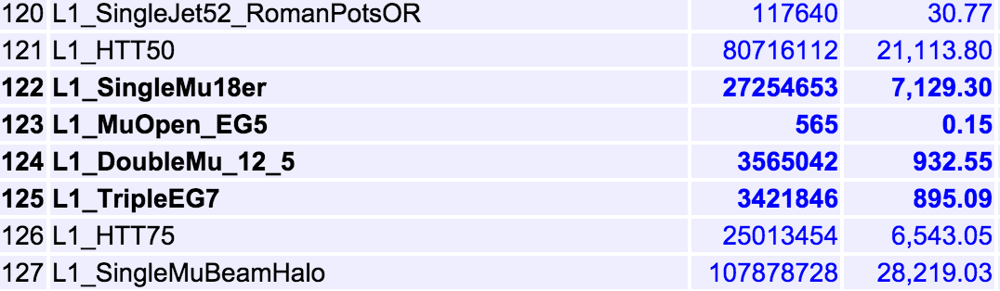 120 L1_SingleJet52_RomanPotsOR 117640 30.77
121 L1_HTT50 80716112 21,113.80
122 L1_SingleMu18er 27254653 7,129.30
123 L1_MuOpen_EG5 565 0.15
124 L1_DoubleMu_12_5 3565042 932.55
125 L1_TripleEG7 3421846 895.09
126 L1_HTT75 25013454 6,543.05
127 L1_SingleMuBeamHalo 107878728 28,219.03